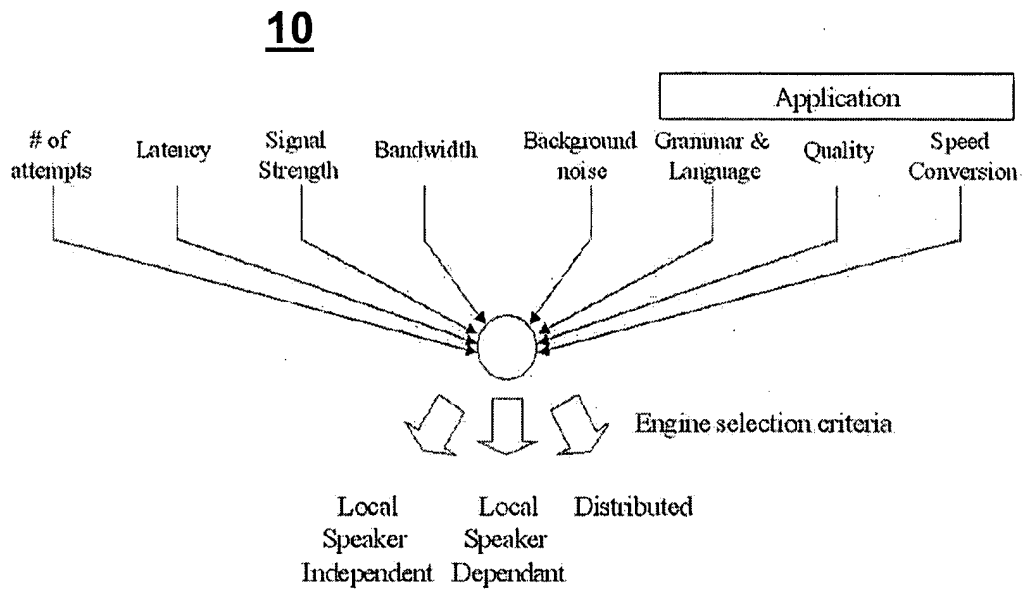 10
Application
# of
attempts
Latency
Signal
Strength
Bandwidth
Background
noise
Grammar &
Language
Quality
Speed
Conversion
Engine selection criteria
Local
Speaker
Independent
Local
Speaker
Dependant
Distributed